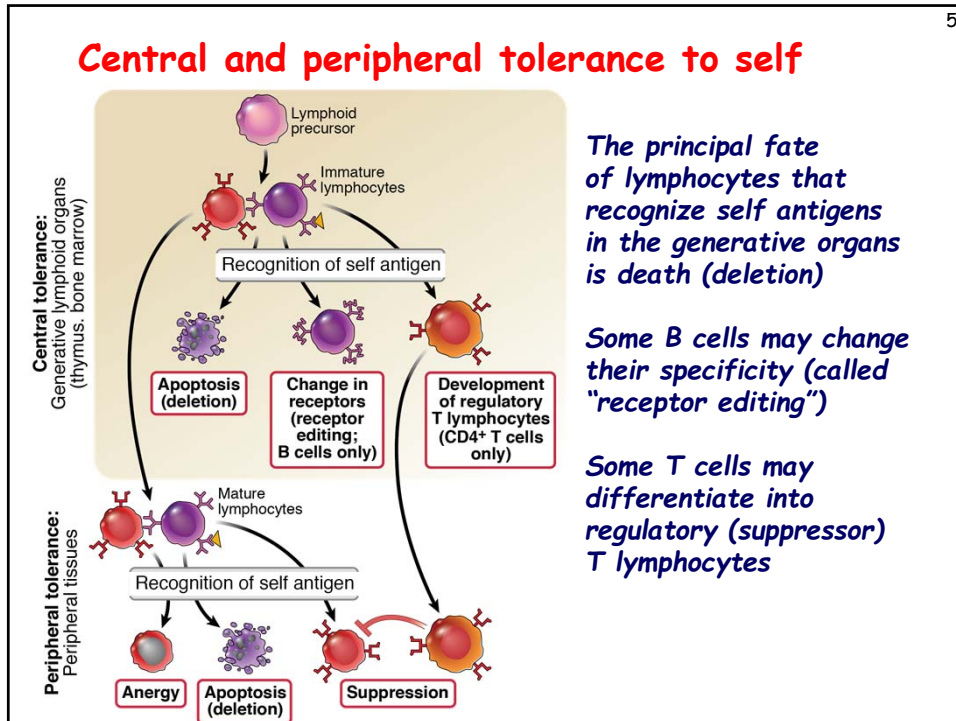 5
Central and peripheral tolerance to self
Lymphoid
precursor
Immature
lymphocytes
Central tolerance:
Generative lymphoid organs
(thymus. bone marrow)
Recognition of self antigen
Apoptosis
(deletion)
Change in
receptors
(receptor
editing;
B cells only)
Development
of regulatory
T lymphocytes
(CD4+ T cells
only)
Mature
lymphocytes
Peripheral tolerance:
Peripheral tissues
Recognition of self antigen
Anergy
Apoptosis
(deletion)
Suppression
The principal fate
of lymphocytes that
recognize self antigens
in the generative organs
is death (deletion)
Some B cells may change
their specificity (called
“receptor editing”)
Some T cells may
differentiate into
regulatory (suppressor)
T lymphocytes